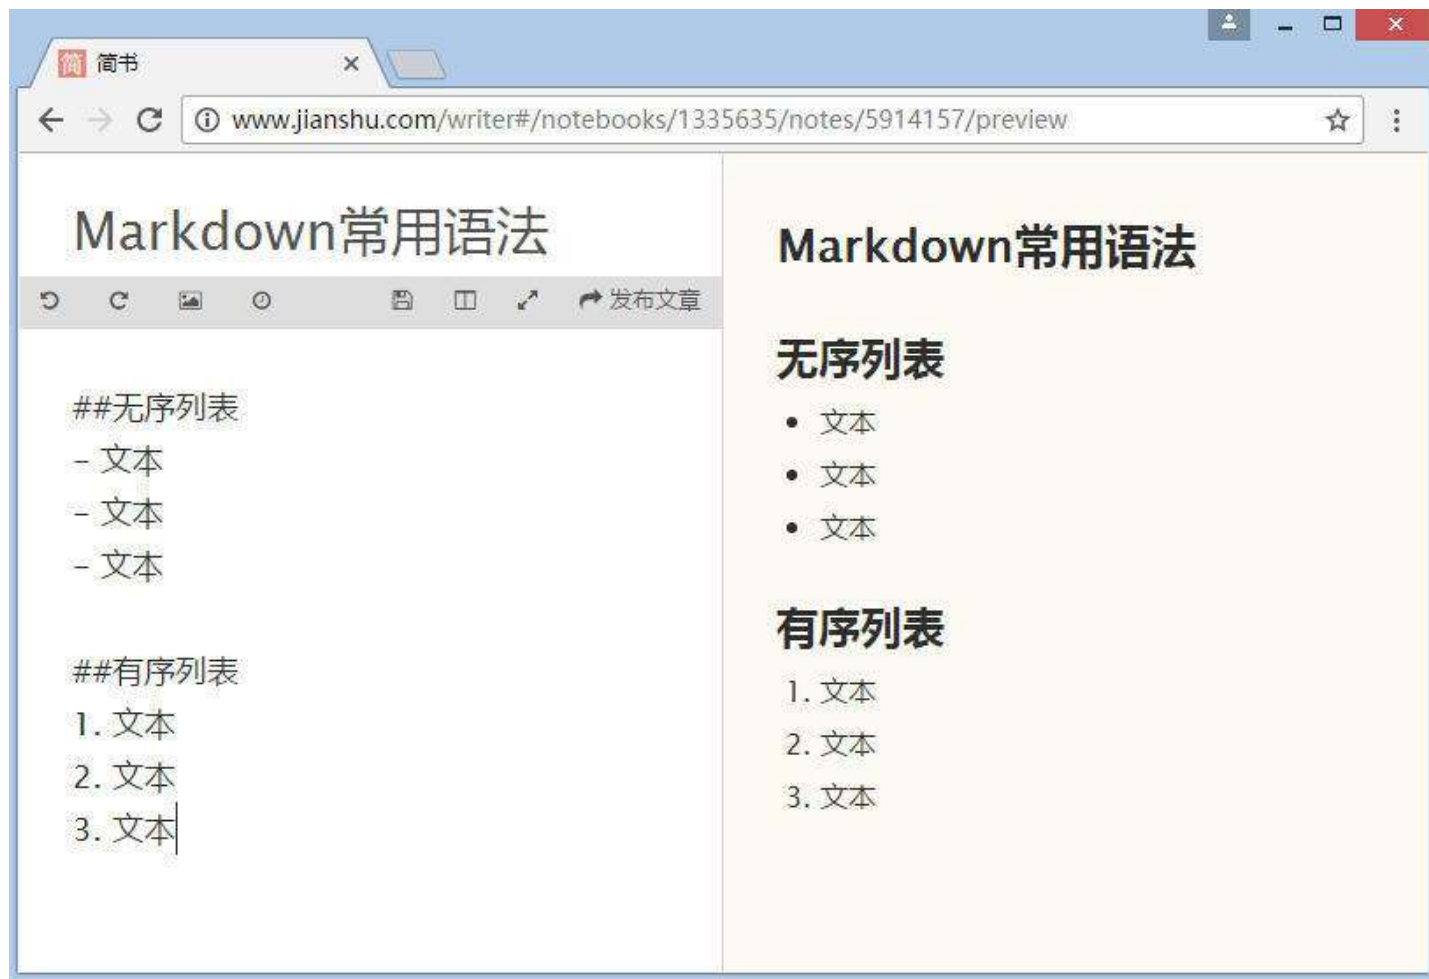 简 简书
www.jianshu.com/writer#/notebooks/1335635/notes/5914157/preview
Markdown常用语法
发布文章
##无序列表
- 文本
- 文本
- 文本
##有序列表
1. 文本
2. 文本
3. 文本
Markdown常用语法
无序列表
• 文本
• 文本
• 文本
有序列表
1. 文本
2. 文本
3. 文本